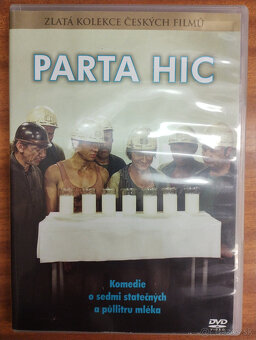 ZLATÁ KOLEKCE ČESKÝCH FILMŮ
PARTA HIC
Komedie
o sedmi statečných
a půllitru mléka
DVD